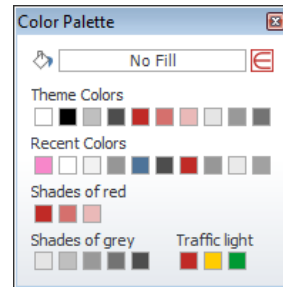 Color Palette
No Fill
Theme Colors
Recent Colors
Shades of red
Shades of grey
Traffic light